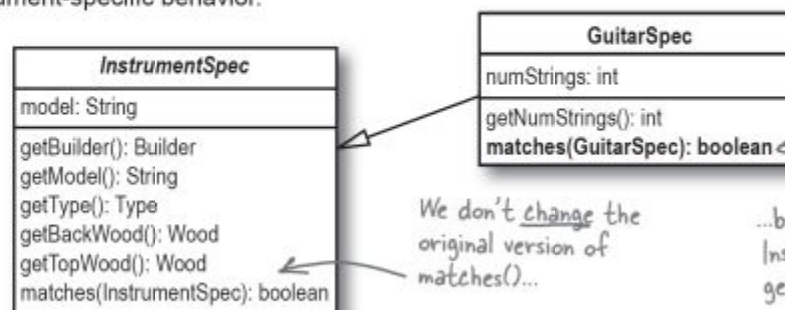 behavior.
InstrumentSpec
model: String
getBuilder(): Builder
getModel(): String
getType(): Type
getBackWood(): Wood
getTopWood(): Wood
matches(InstrumentSpec): boolean
GuitarSpec
numStrings: int
getNumStrings(): int
matches(GuitarSpec): boolean
We don't change the
original version of
matches()...